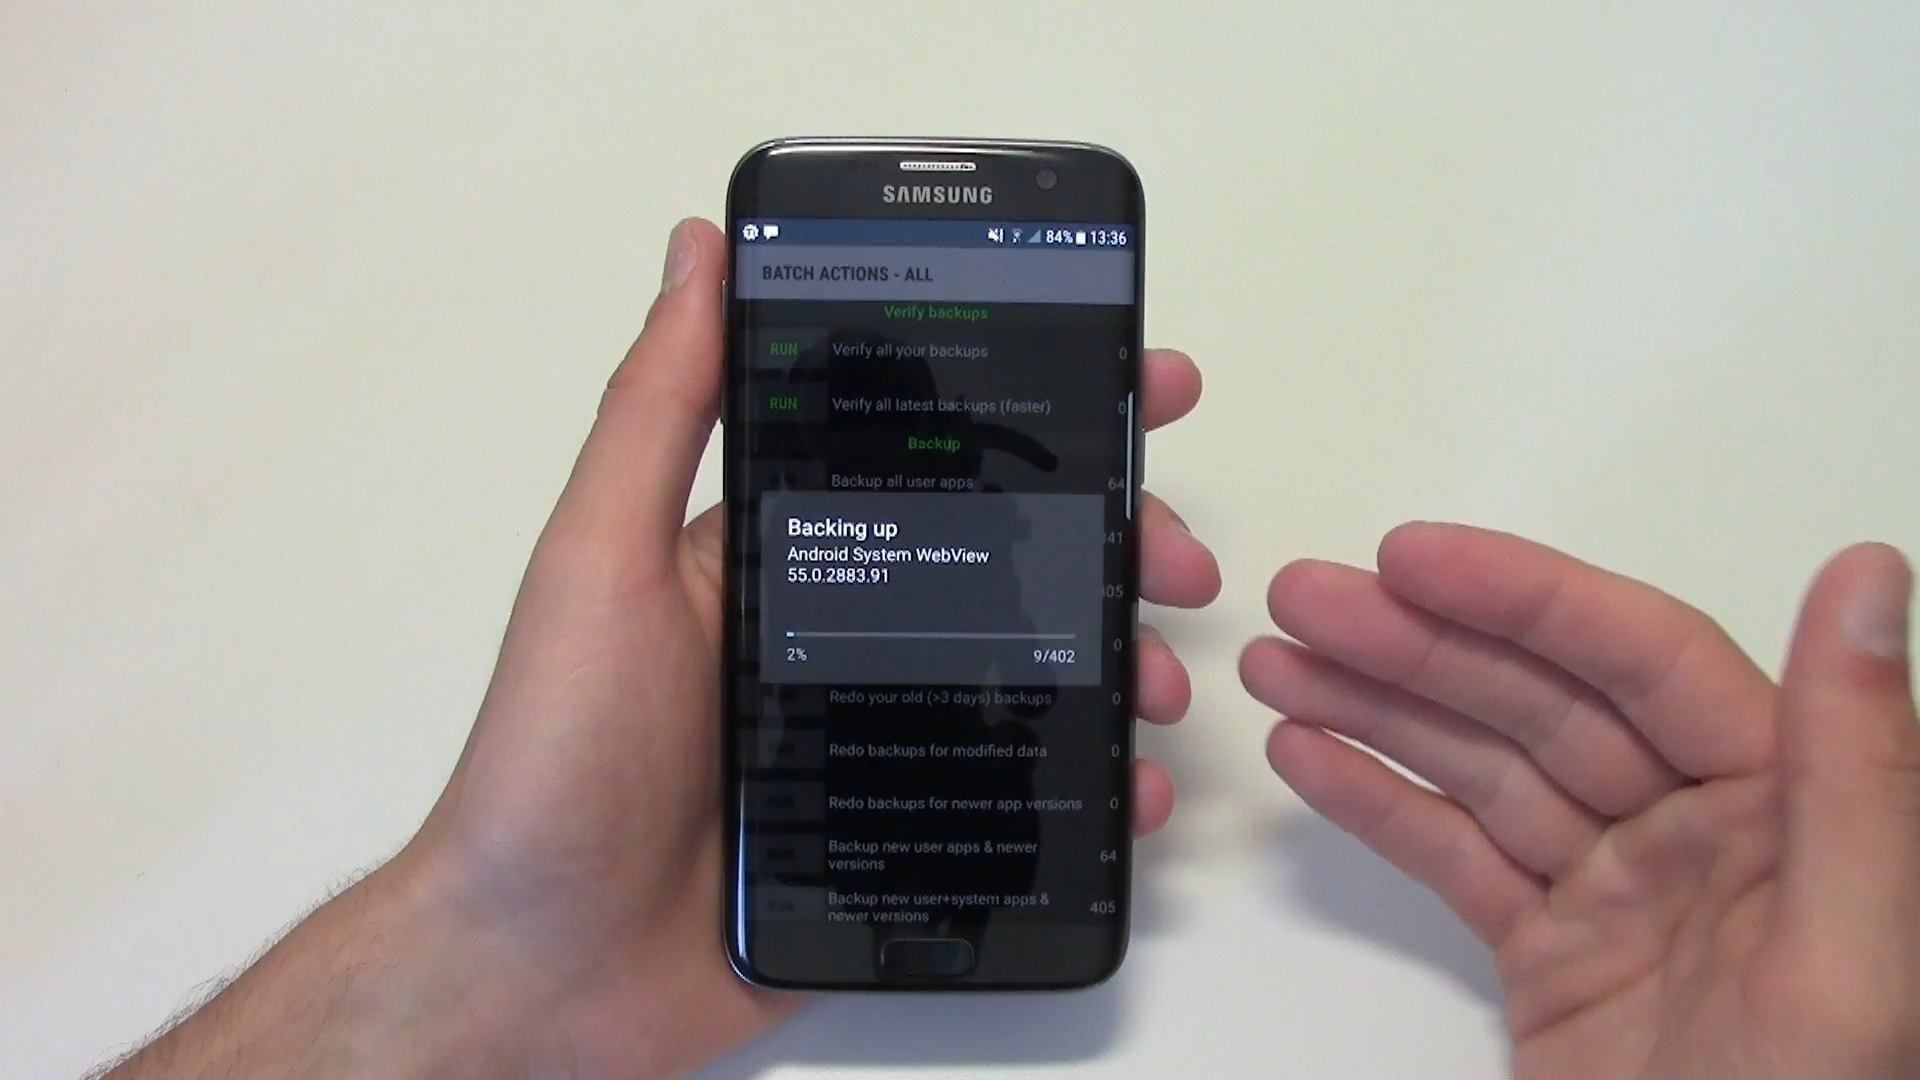 SAMSUNG
84% 13:36
BATCH ACTIONS - ALL
Verify backups
RUN Verify all your backups 0
RUN Verify all latest backups (faster) 0
Backup
Backup all user apps 64
Backing up
Android System WebView
55.0.2883.91
2% 9/402
0
Redo your old (>3 days) backups 0
Redo backups for modified data 0
Redo backups for newer app versions 0
Backup new user apps & newer
versions 64
Backup new user+system apps &
newer versions 405